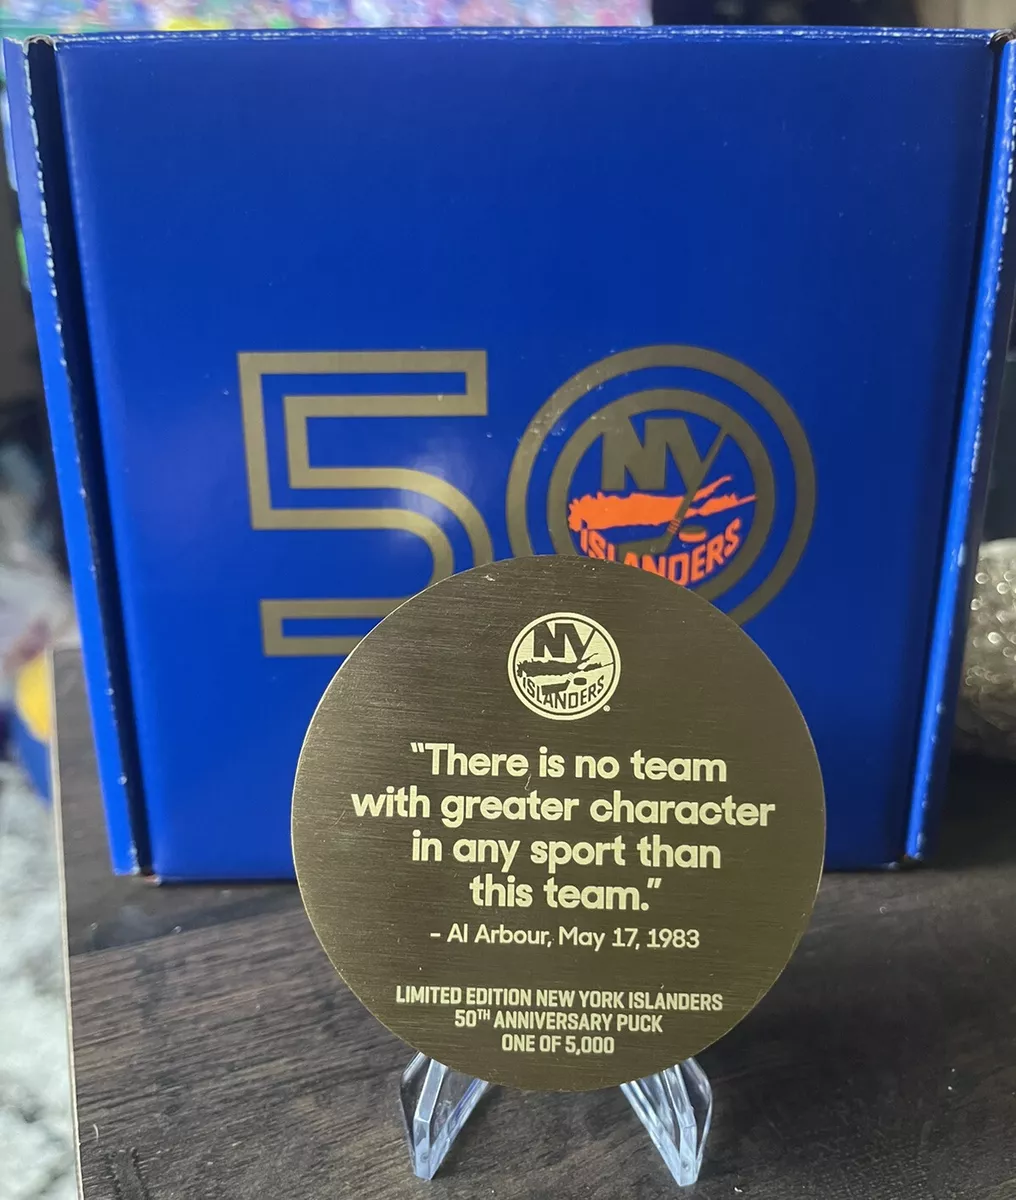 50
NY
ISLANDERS
NY
ISLANDERS
“There is no team
with greater character
in any sport than
this team.”
– Al Arbour, May 17, 1983
LIMITED EDITION NEW YORK ISLANDERS
50TH ANNIVERSARY PUCK
ONE OF 5,000